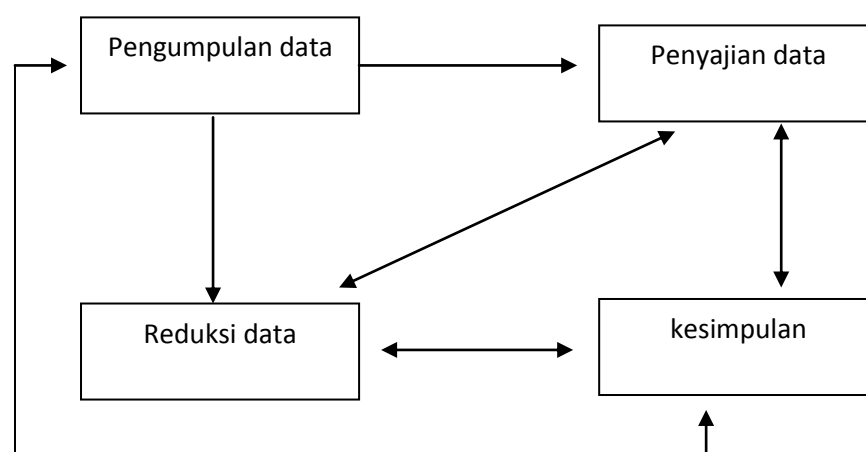 Pengumpulan data
Penyajian data
Reduksi data
kesimpulan